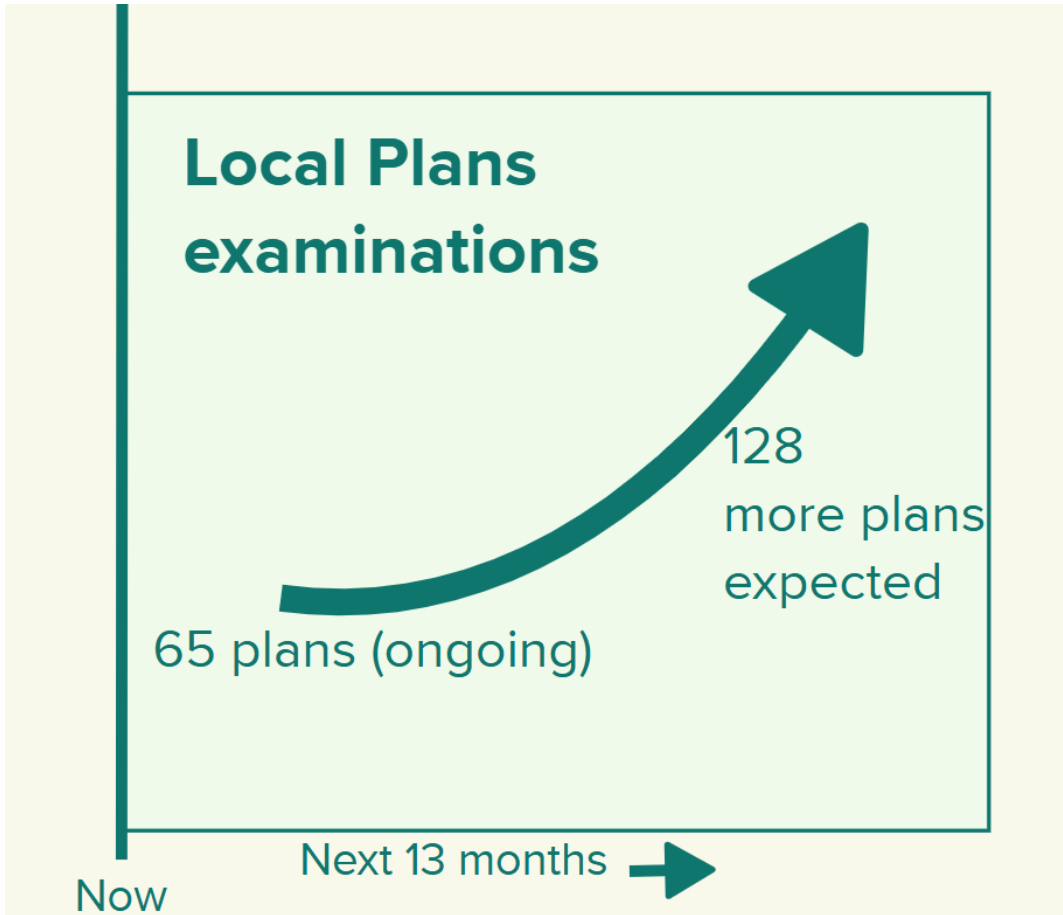 Local Plans
examinations
128
more plans
expected
65 plans (ongoing)
Next 13 months
Now